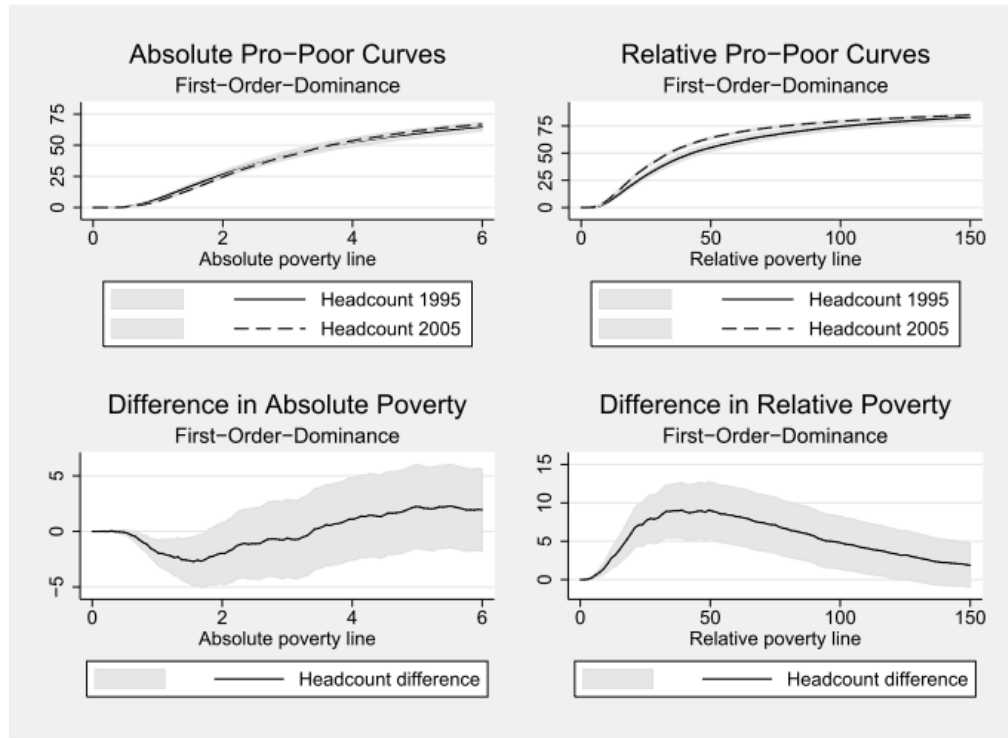 Absolute Pro−Poor Curves
First−Order−Dominance
75
50
25
0
0 2 4 6
Absolute poverty line
Headcount 1995
Headcount 2005
Relative Pro−Poor Curves
First−Order−Dominance
75
50
25
0
0 50 100 150
Relative poverty line
Headcount 1995
Headcount 2005
Difference in Absolute Poverty
First−Order−Dominance
5
0
−5
0 2 4 6
Absolute poverty line
Headcount difference
Difference in Relative Poverty
First−Order−Dominance
15
10
5
0
0 50 100 150
Relative poverty line
Headcount difference